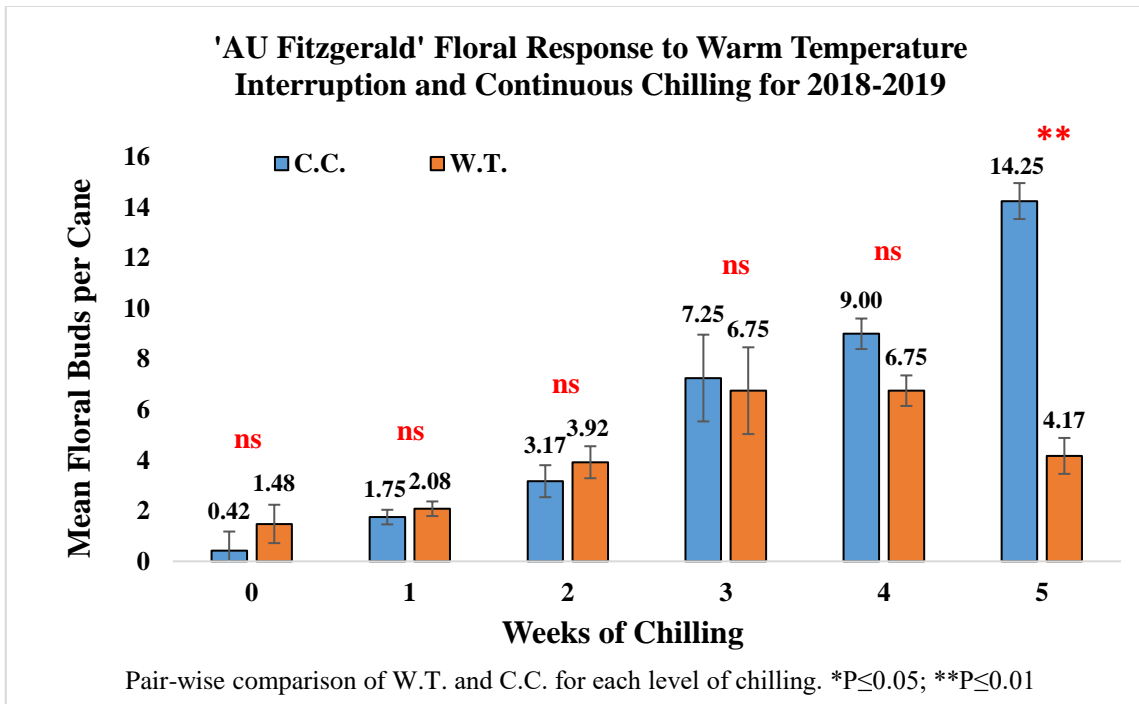 'AU Fitzgerald' Floral Response to Warm Temperature
Interruption and Continuous Chilling for 2018-2019
C.C. W.T.
Mean Floral Buds per Cane
16
14
12
10
8
6
4
2
0
ns
0.42
1.48
ns
1.75
2.08
ns
3.17
3.92
ns
7.25
6.75
ns
9.00
6.75
**
14.25
4.17
0 1 2 3 4 5
Weeks of Chilling
Pair-wise comparison of W.T. and C.C. for each level of chilling. *P≤0.05; **P≤0.01